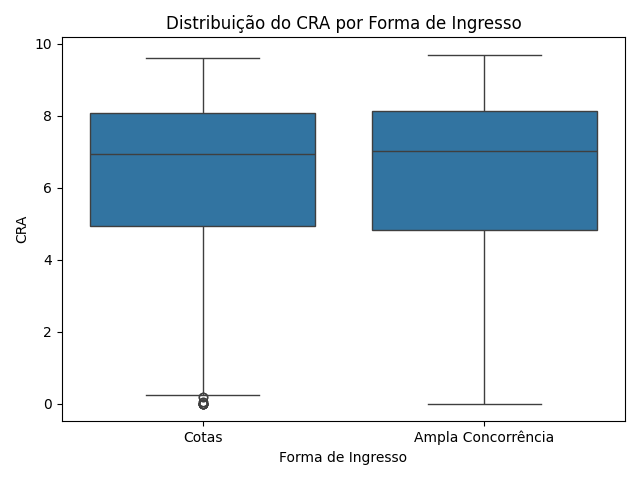 Distribuição do CRA por Forma de Ingresso
10
8
6
4
2
0
CRA
Cotas
Ampla Concorrência
Forma de Ingresso